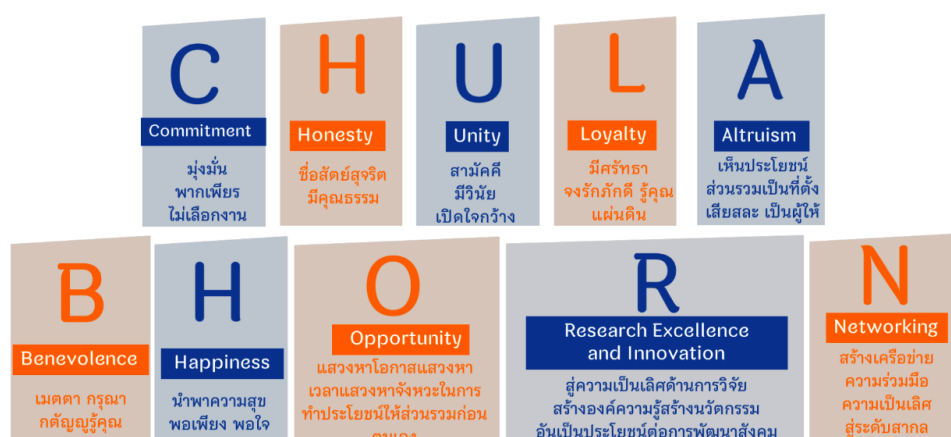 C H U L A
Commitment
มุ่งมั่น
พากเพียร
ไม่เลือกงาน
Honesty
ซื่อสัตย์สุจริต
มีคุณธรรม
Unity
สามัคคี
มีวินัย
เปิดใจกว้าง
Loyalty
มีศรัทธา
จงรักภักดี รู้คุณ
แผ่นดิน
Altruism
เห็นประโยชน์
ส่วนรวมเป็นที่ตั้ง
เสียสละ เป็นผู้ให้
B H O R N
Benevolence
เมตตา กรุณา
กตัญญูรู้คุณ
Happiness
นำพาความสุข
พอเพียง พอใจ
Opportunity
แสวงหาโอกาสแสวงหา
เวลาแสวงหาจังหวะในการ
ทำประโยชน์ให้ส่วนรวมก่อน
ตนเอง
Research Excellence
and Innovation
สู่ความเป็นเลิศด้านการวิจัย
สร้างองค์ความรู้สร้างนวัตกรรม
อันเป็นประโยชน์ต่อการพัฒนาสังคม
Networking
สร้างเครือข่าย
ความร่วมมือ
ความเป็นเลิศ
สู่ระดับสากล